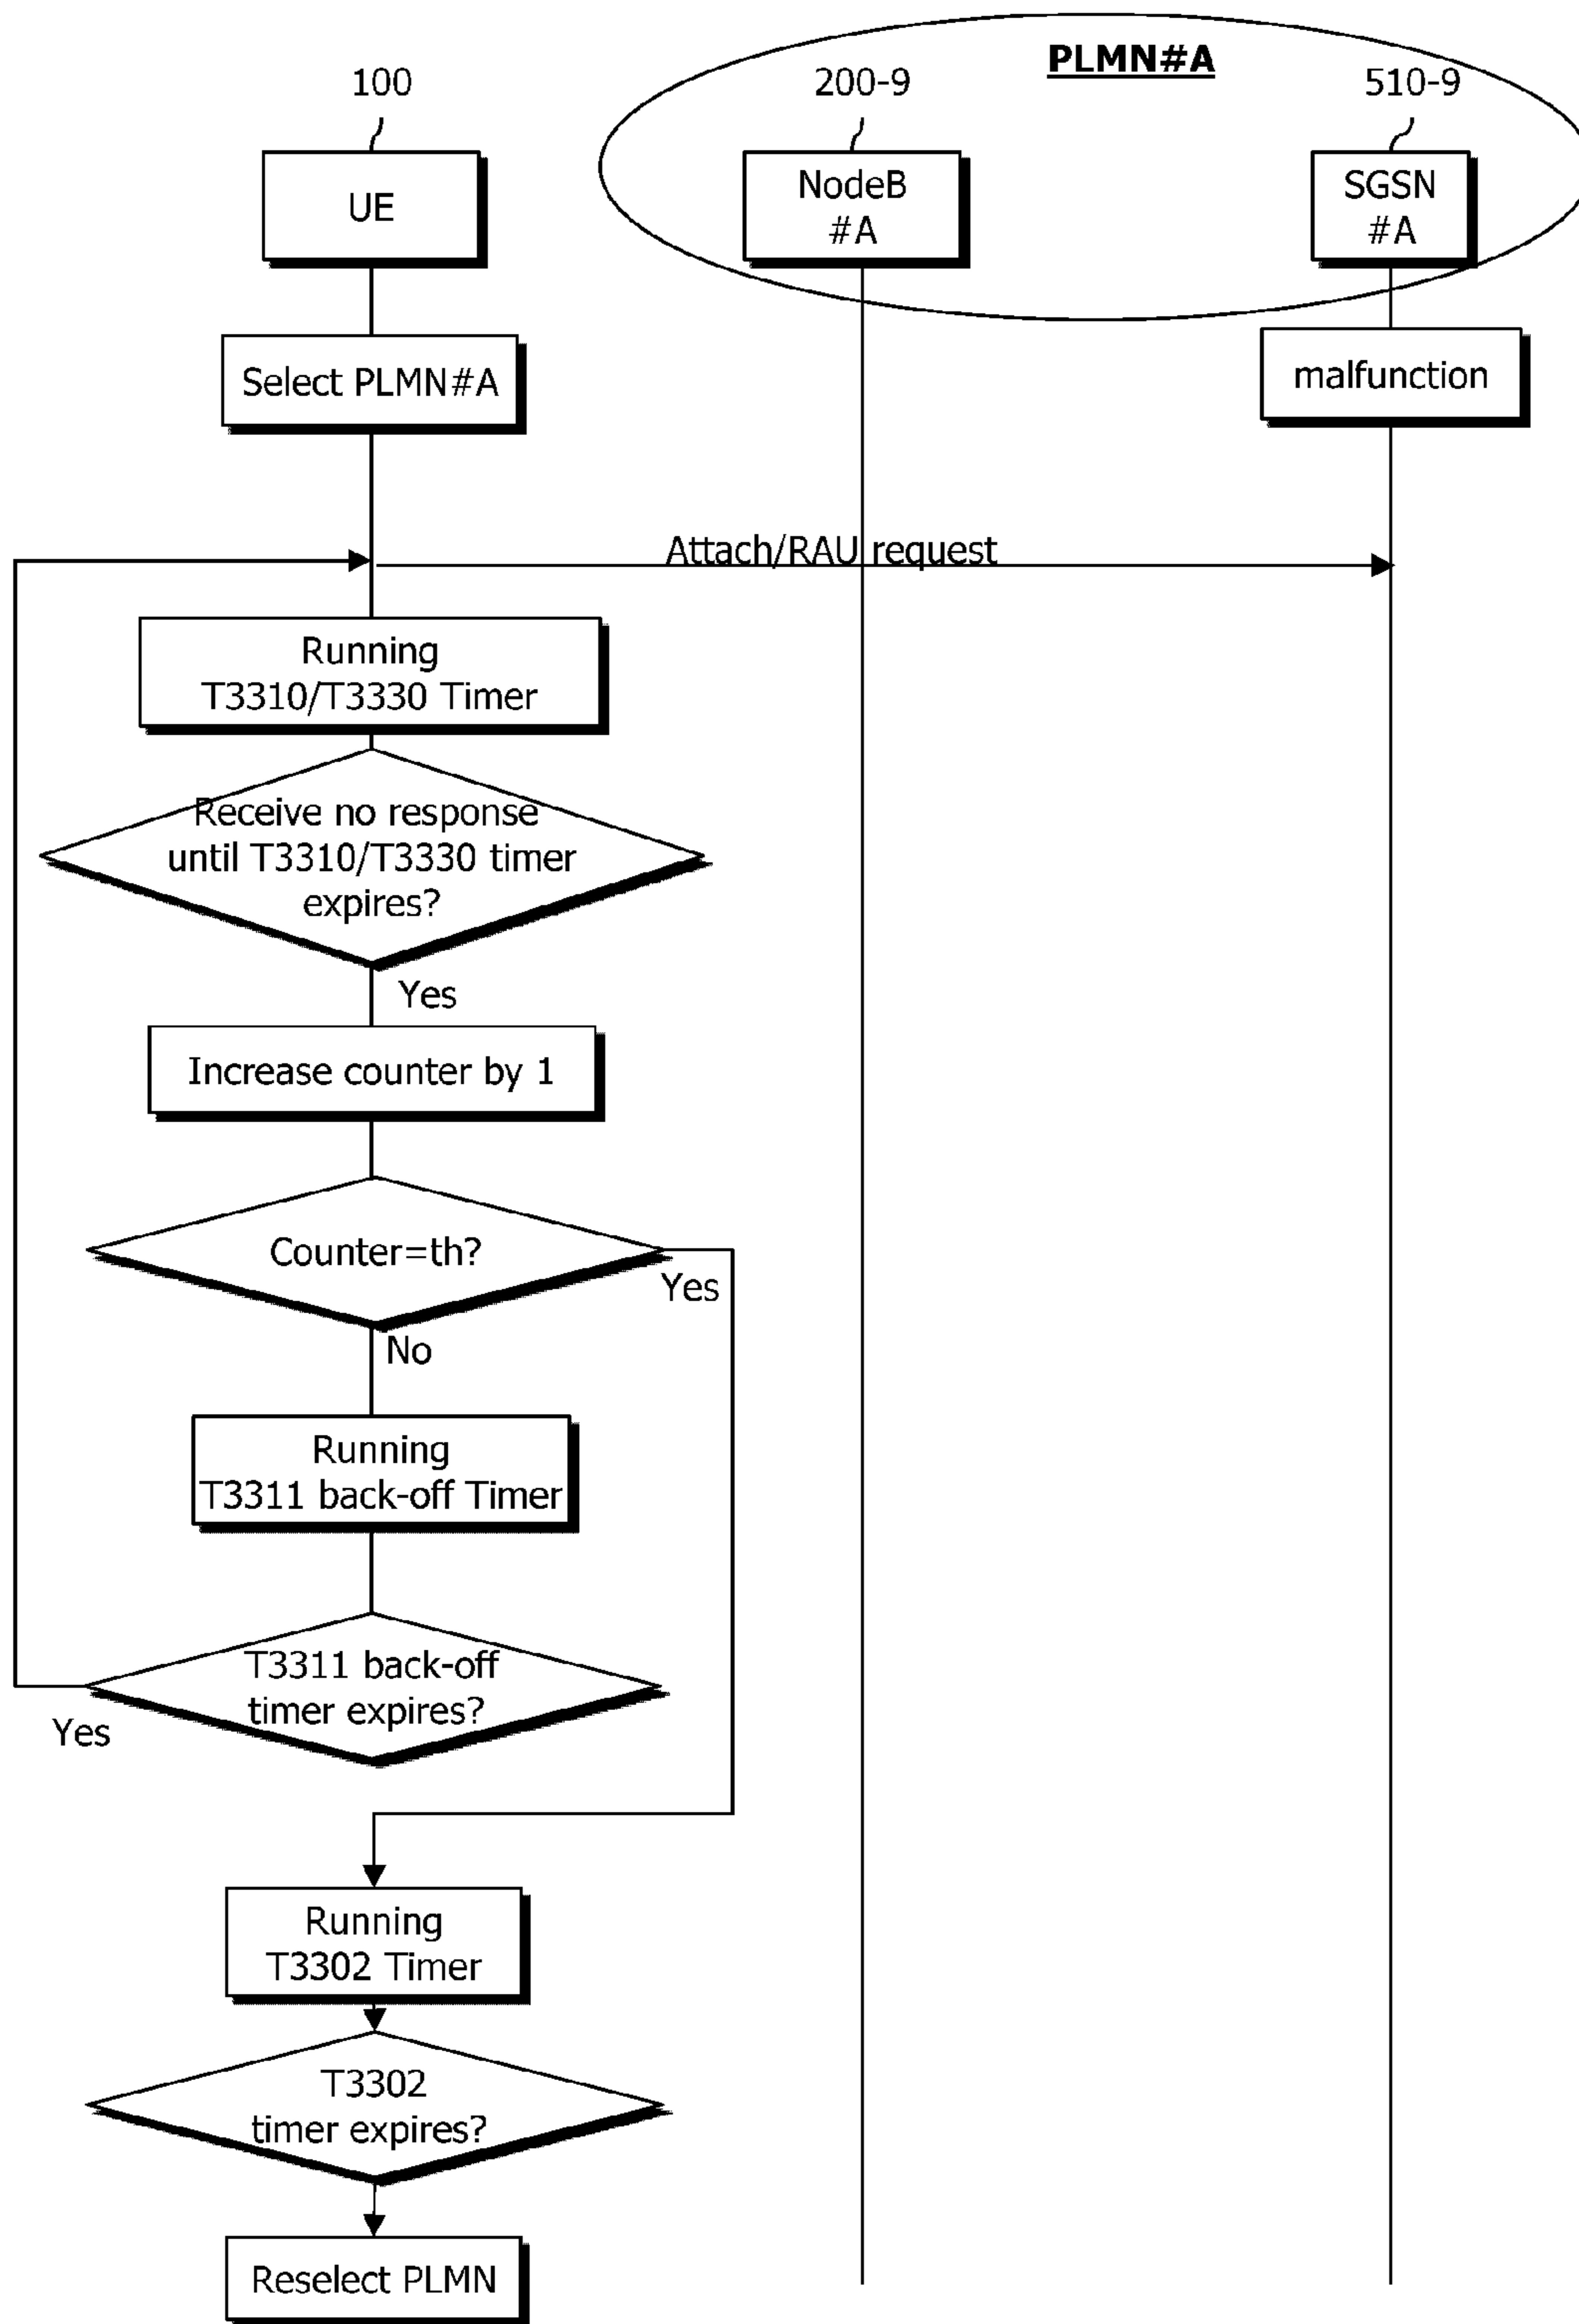 PLMN#A
100
200-9
510-9
UE
NodeB
#A
SGSN
#A
Select PLMN#A
malfunction
Attach/RAU request
Running
T3310/T3330 Timer
Receive no response
until T3310/T3330 timer
expires?
Yes
Increase counter by 1
Counter=th?
Yes
No
Running
T3311 back-off Timer
T3311 back-off
timer expires?
Yes
Running
T3302 Timer
T3302
timer expires?
Reselect PLMN